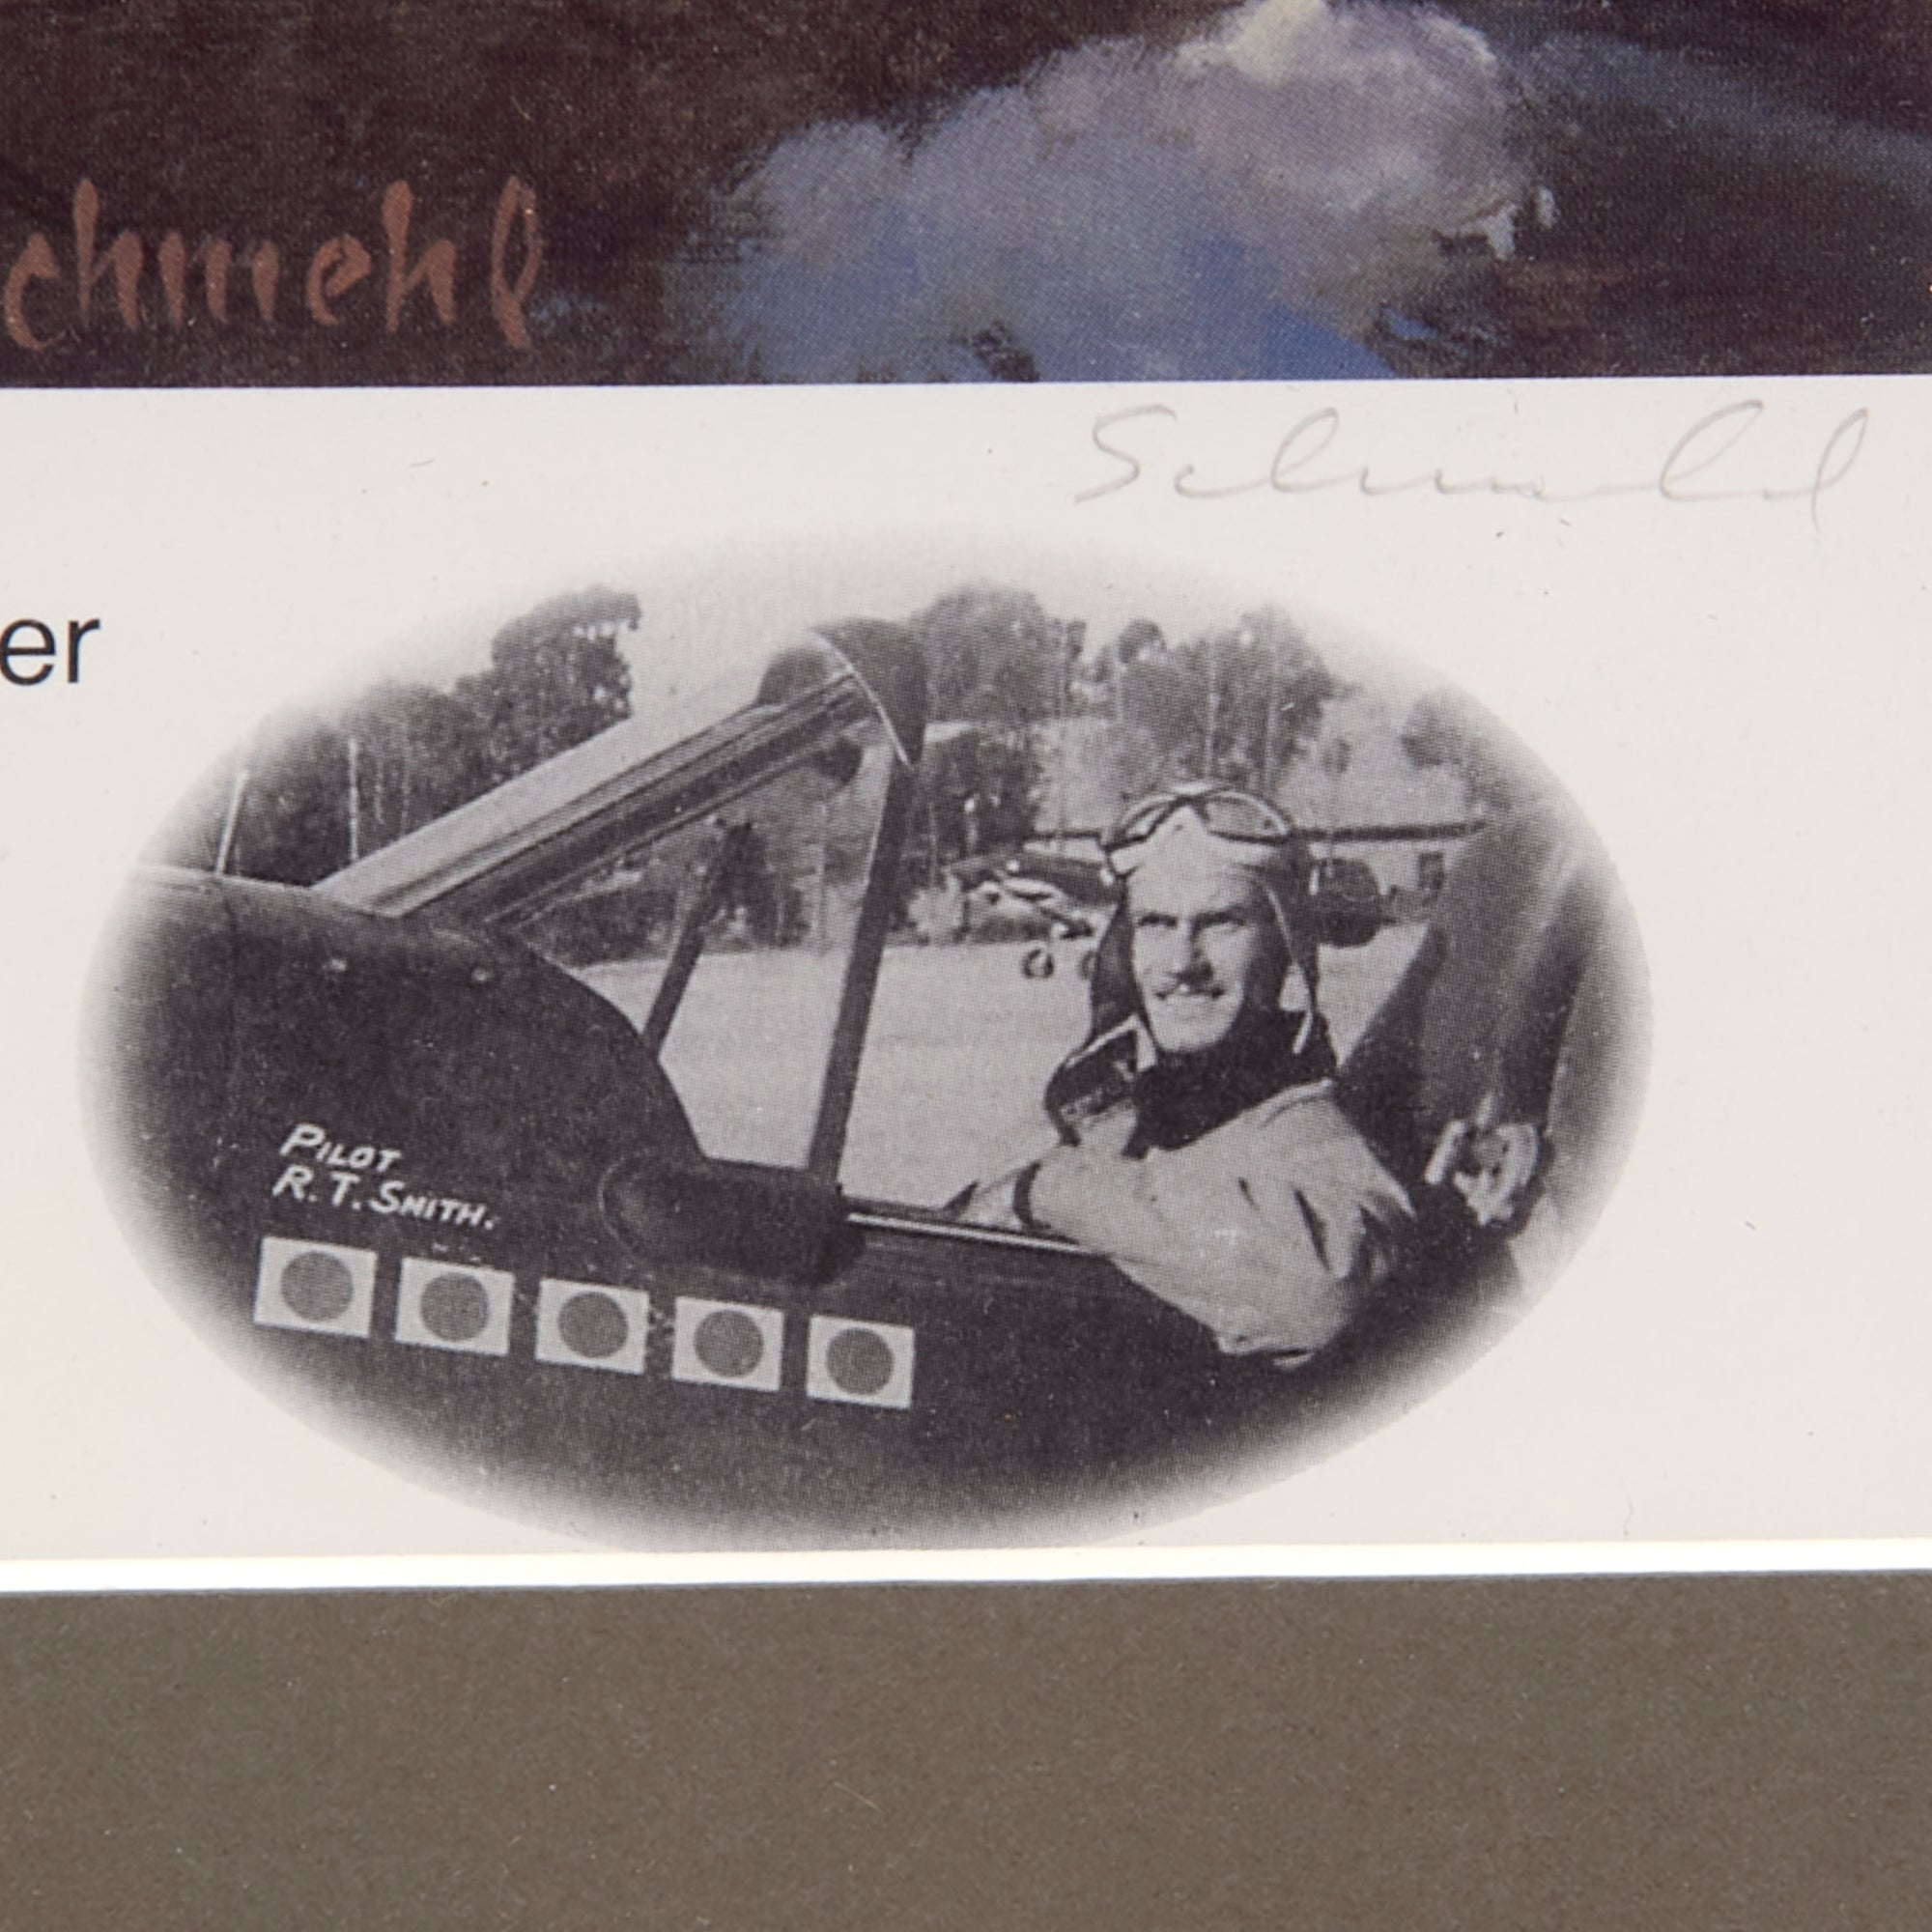 chmehl
Schmehl
er
PILOT
R. T. SMITH.